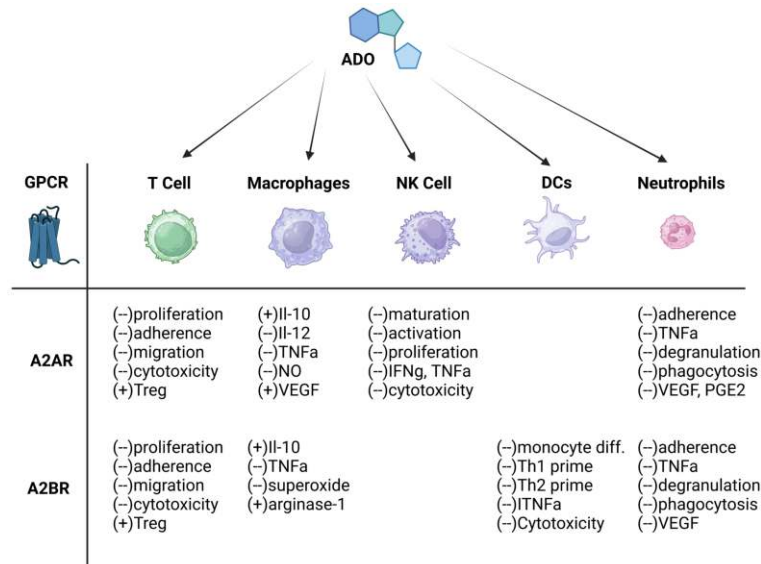 ADO
GPCR T Cell Macrophages NK Cell DCs Neutrophils
A2AR
(--)proliferation
(--)adherence
(--)migration
(--)cytotoxicity
(+)Treg
(+)Il-10
(--)Il-12
(--)TNFa
(--)NO
(+)VEGF
(--)maturation
(--)activation
(--)proliferation
(--)IFNg, TNFa
(--)cytotoxicity
(--)adherence
(--)TNFa
(--)degranulation
(--)phagocytosis
(--)VEGF, PGE2
A2BR
(--)proliferation
(--)adherence
(--)migration
(--)cytotoxicity
(+)Treg
(+)Il-10
(--)TNFa
(--)superoxide
(+)arginase-1
(--)monocyte diff.
(--)Th1 prime
(--)Th2 prime
(--)ITNFa
(--)Cytotoxicity
(--)adherence
(--)TNFa
(--)degranulation
(--)phagocytosis
(--)VEGF